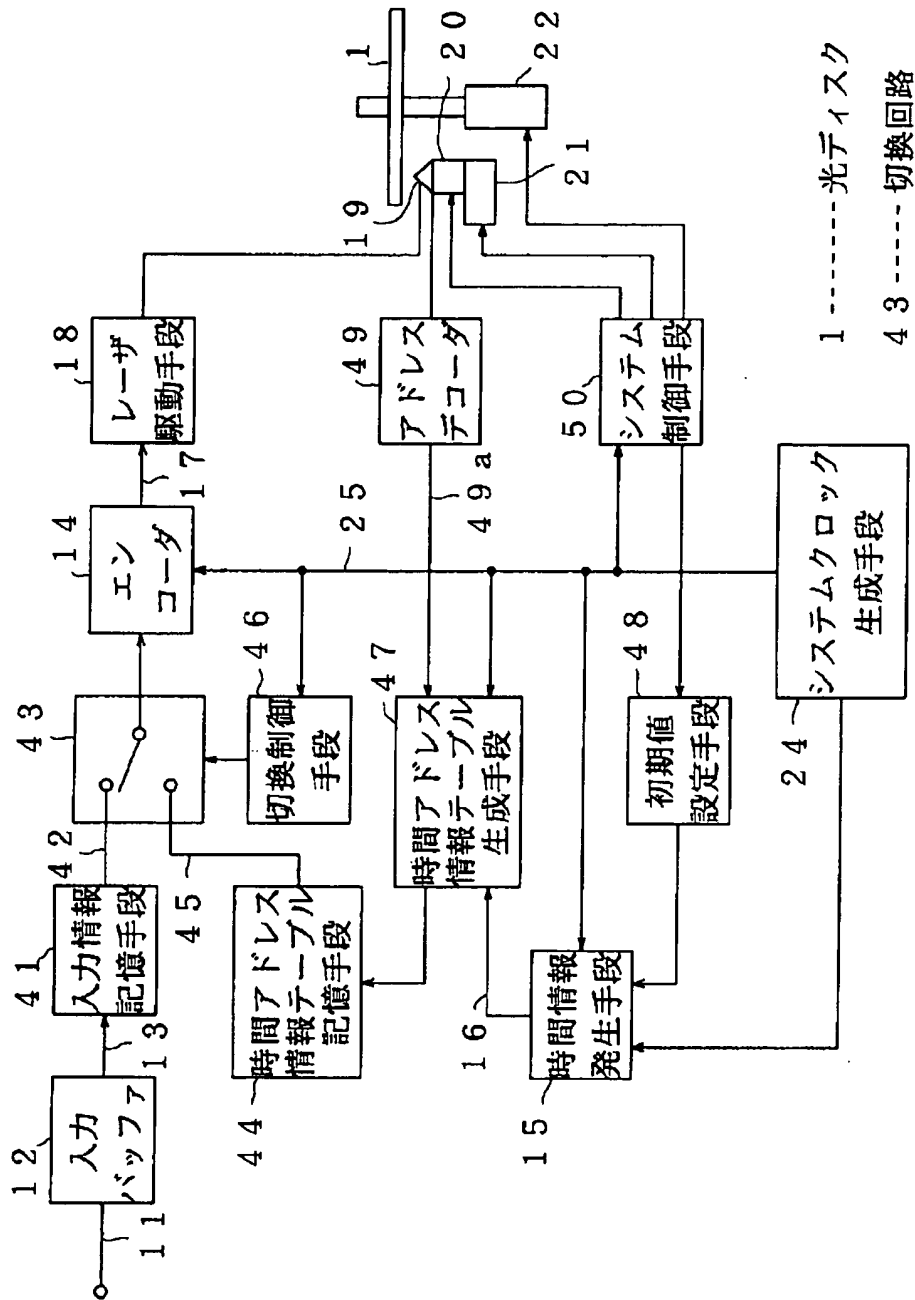 11
12
入力
バッファ
13
41
入力情報
記憶手段
42
43
14
エン
コーダ
17
18
レーザ
駆動手段
19
1
20
21
22
44
時間アドレス
情報テーブル
記憶手段
45
46
切換制御
手段
25
47
時間アドレス
情報テーブル
生成手段
49a
49
アドレス
デコーダ
16
15
時間情報
発生手段
48
初期値
設定手段
50
システム
制御手段
24
システムクロック
生成手段
1 --------光ディスク
43 -----切換回路